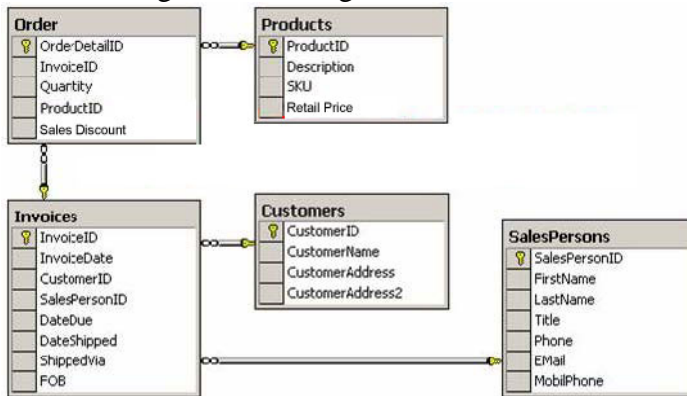 Order
OrderDetailID
InvoiceID
Quartity
ProductID
Sales Discount
Products
ProductID
Description
SKU
Retail Price
Invoices
InvoiceID
InvoiceDate
CustomerID
SalesPersonID
DateDue
DateShipped
ShippedVia
FOB
Customers
CustomerID
CustomerName
CustomerAddress
CustomerAddress2
SalesPersons
SalesPersonID
FirstName
LastName
Title
Phone
EMail
MobilPhone